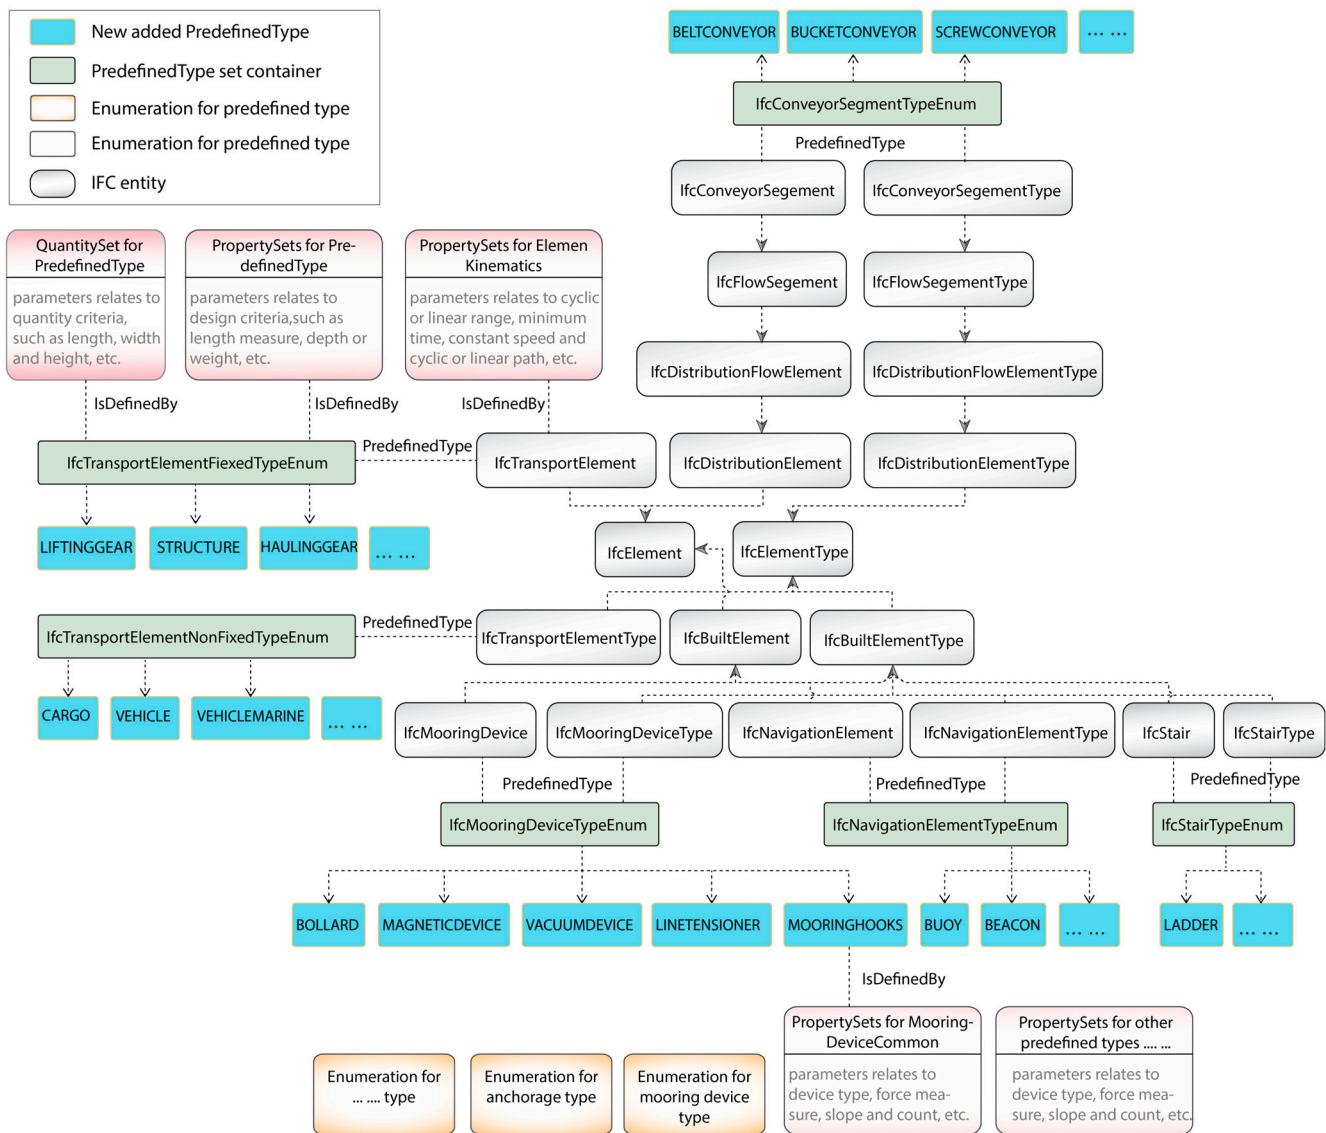 New added PredefinedType
PredefinedType set container
Enumeration for predefined type
Enumeration for predefined type
IFC entity
BELTCONVEYOR
BUCKETCONVEYOR
SCREWCONVEYOR
... ...
IfcConveyorSegmentTypeEnum
PredefinedType
IfcConveyorSegement
IfcConveyorSegementType
IfcFlowSegement
IfcFlowSegementType
IfcDistributionFlowElement
IfcDistributionFlowElementType
QuantitySet for
PredefinedType
parameters relates to
quantity criteria,
such as length, width
and height, etc.
PropertySets for Pre-
definedType
parameters relates to
design criteria,such as
length measure, depth or
weight, etc.
PropertySets for Elemen
Kinematics
parameters relates to cyclic
or linear range, minimum
time, constant speed and
cyclic or linear path, etc.
IsDefinedBy
IsDefinedBy
IsDefinedBy
IfcTransportElementFiexedTypeEnum
PredefinedType
IfcTransportElement
IfcDistributionElement
IfcDistributionElementType
LIFTINGGEAR
STRUCTURE
HAULINGGEAR
... ...
IfcElement
IfcElementType
IfcTransportElementNonFixedTypeEnum
PredefinedType
IfcTransportElementType
IfcBuiltElement
IfcBuiltElementType
CARGO
VEHICLE
VEHICLEMARINE
... ...
IfcMooringDevice
IfcMooringDeviceType
IfcNavigationElement
IfcNavigationElementType
IfcStair
IfcStairType
PredefinedType
PredefinedType
PredefinedType
IfcMooringDeviceTypeEnum
IfcNavigationElementTypeEnum
IfcStairTypeEnum
BOLLARD
MAGNETICDEVICE
VACUUMDEVICE
LINETENSIONER
MOORINGHOOKS
BUOY
BEACON
... ...
LADDER
... ...
IsDefinedBy
PropertySets for Mooring-
DeviceCommon
parameters relates to
device type, force mea-
sure, slope and count, etc.
PropertySets for other
predefined types .... ...
parameters relates to
device type, force mea-
sure, slope and count, etc.
Enumeration for
... .... type
Enumeration for
anchorage type
Enumeration for
mooring device
type